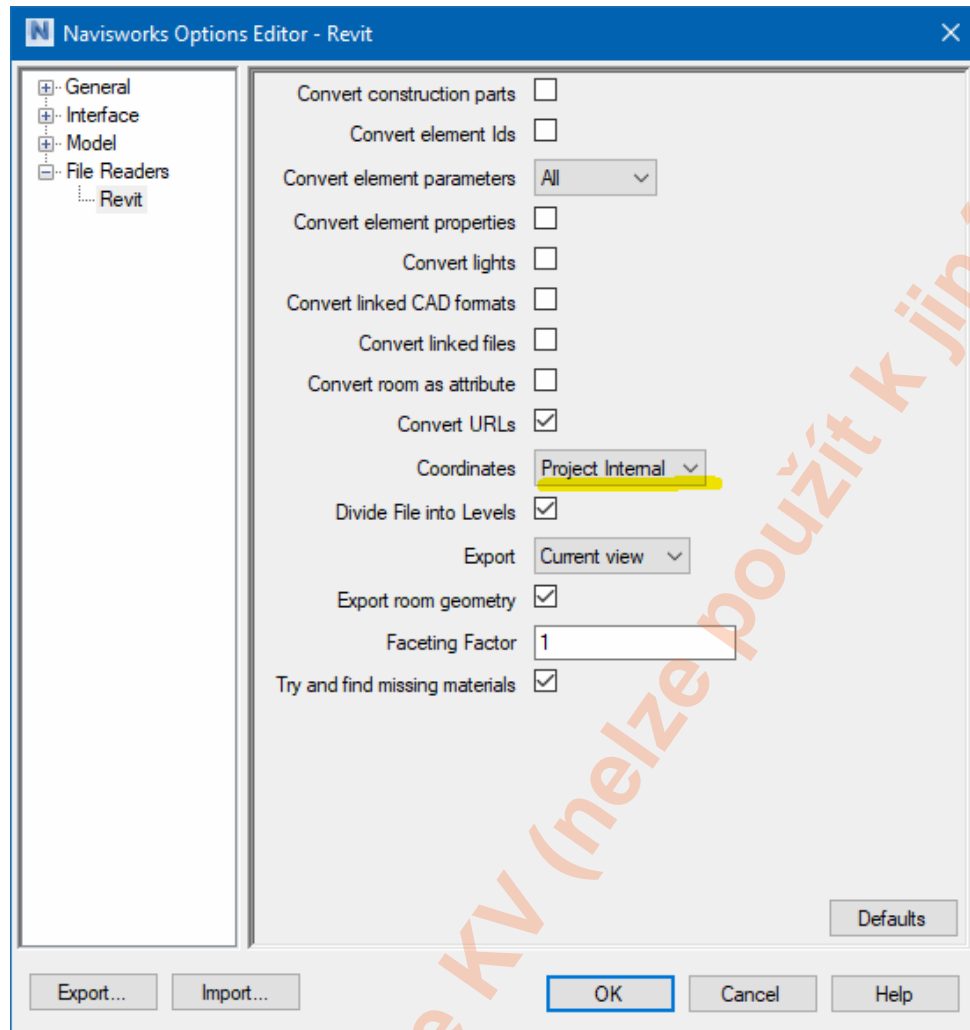 Navisworks Options Editor - Revit
General
Interface
Model
File Readers
Revit
Convert construction parts
Convert element Ids
Convert element parameters All
Convert element properties
Convert lights
Convert linked CAD formats
Convert linked files
Convert room as attribute
Convert URLs
Coordinates Project Internal
Divide File into Levels
Export Current view
Export room geometry
Faceting Factor 1
Try and find missing materials
Defaults
Export... Import... OK Cancel Help
KV (nelze použít k